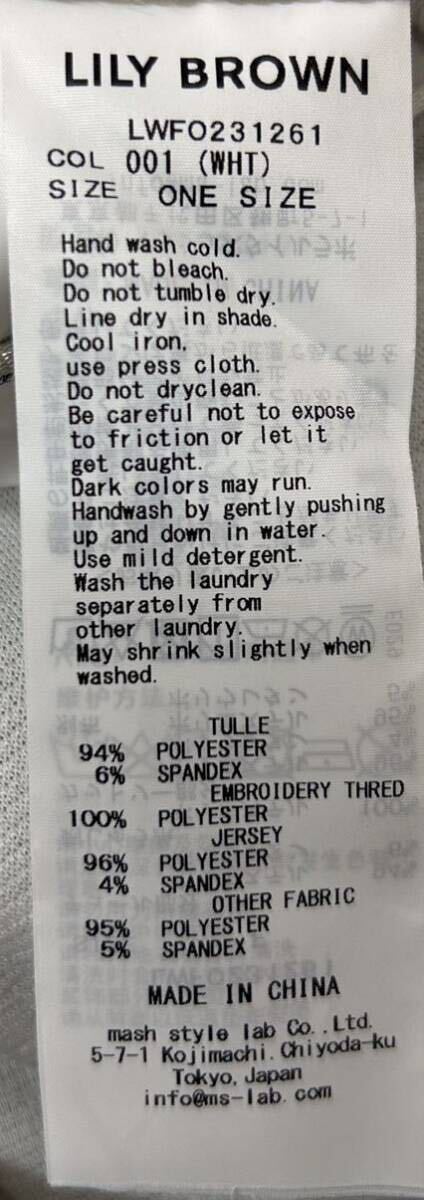 LILY BROWN
LWFO231261
COL 001 (WHT)
SIZE ONE SIZE
Hand wash cold.
Do not bleach.
Do not tumble dry.
Line dry in shade.
Cool iron,
use press cloth.
Do not dryclean.
Be careful not to expose
to friction or let it
get caught.
Dark colors may run.
Handwash by gently pushing
up and down in water.
Use mild detergent.
Wash the laundry
separately from
other laundry.
May shrink slightly when
washed.
TULLE
94% POLYESTER
6% SPANDEX
EMBROIDERY THRED
100% POLYESTER
JERSEY
96% POLYESTER
4% SPANDEX
OTHER FABRIC
95% POLYESTER
5% SPANDEX
MADE IN CHINA
mash style lab Co.,Ltd.
5-7-1 Kojimachi.Chiyoda-ku
Tokyo, Japan
info@ms-lab.com